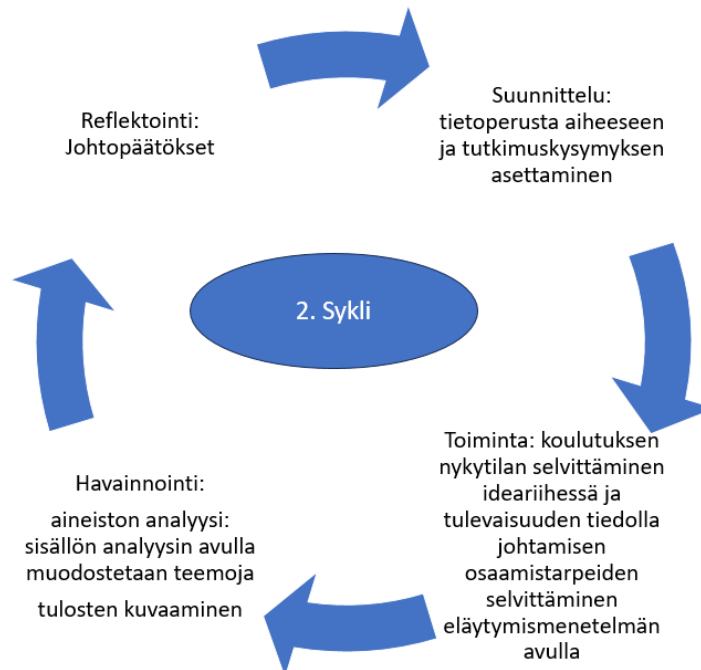 Reflektointi:
Johtopäätökset
Suunnittelu:
tietoperusta aiheeseen
ja tutkimuskysymyksen
asettaminen
2. Sykli
Toiminta: koulutuksen
nykytilan selvittäminen
ideariihessä ja
tulevaisuuden tiedolla
johtamisen
osaamistarpeiden
selvittäminen
eläytymismenetelmän
avulla
Havainnointi:
aineiston analyysi:
sisällön analyysin avulla
muodostetaan teemoja
tulosten kuvaaminen